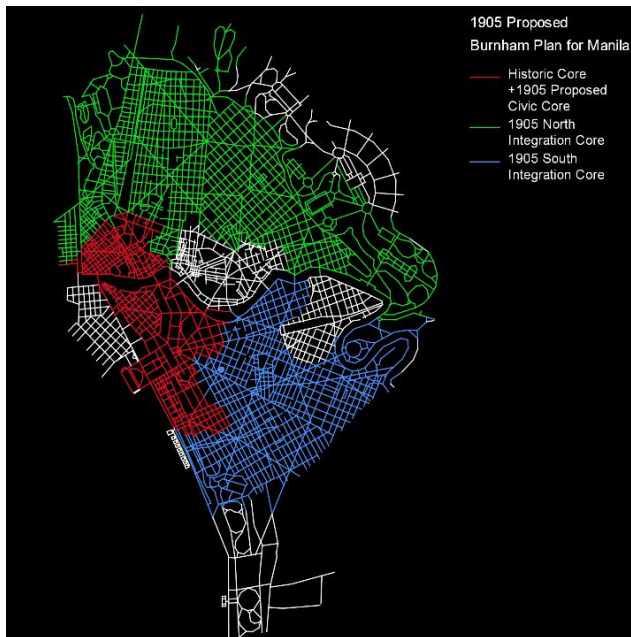 1905 Proposed
Burnham Plan for Manila
Historic Core
+1905 Proposed
Civic Core
1905 North
Integration Core
1905 South
Integration Core